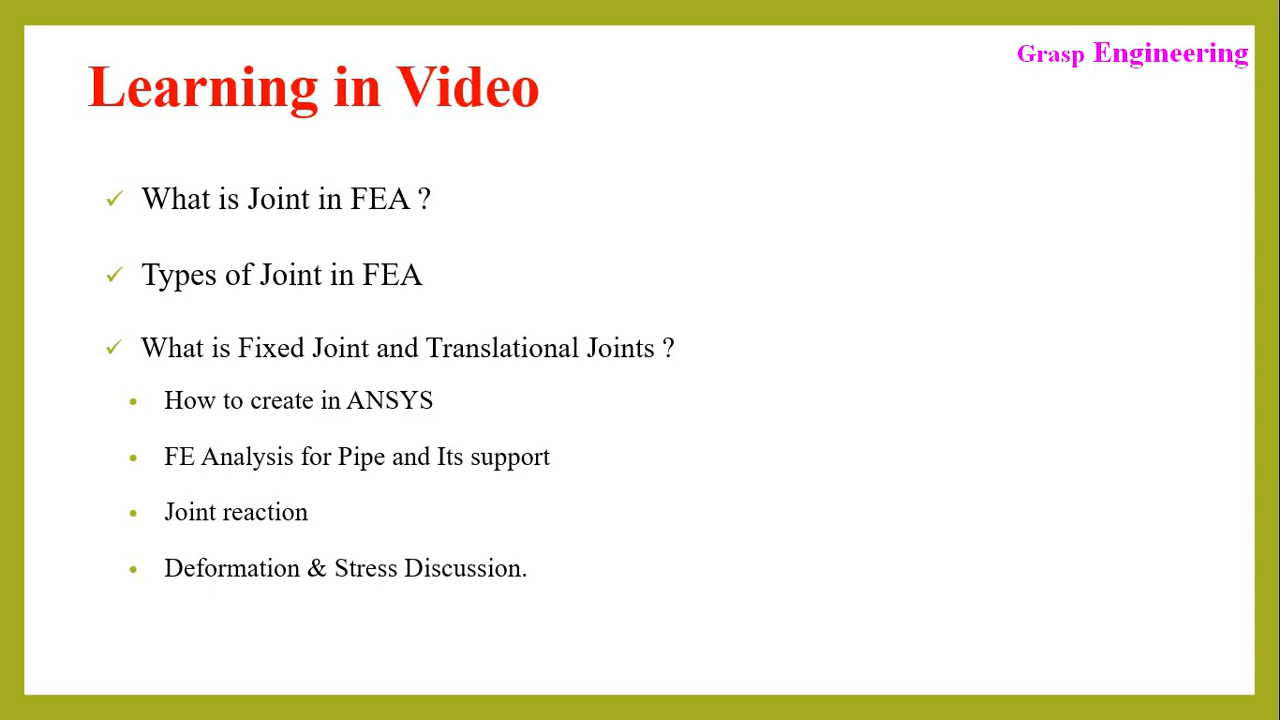 Grasp Engineering
Learning in Video
What is Joint in FEA ?
Types of Joint in FEA
What is Fixed Joint and Translational Joints ?
How to create in ANSYS
FE Analysis for Pipe and Its support
Joint reaction
Deformation & Stress Discussion.